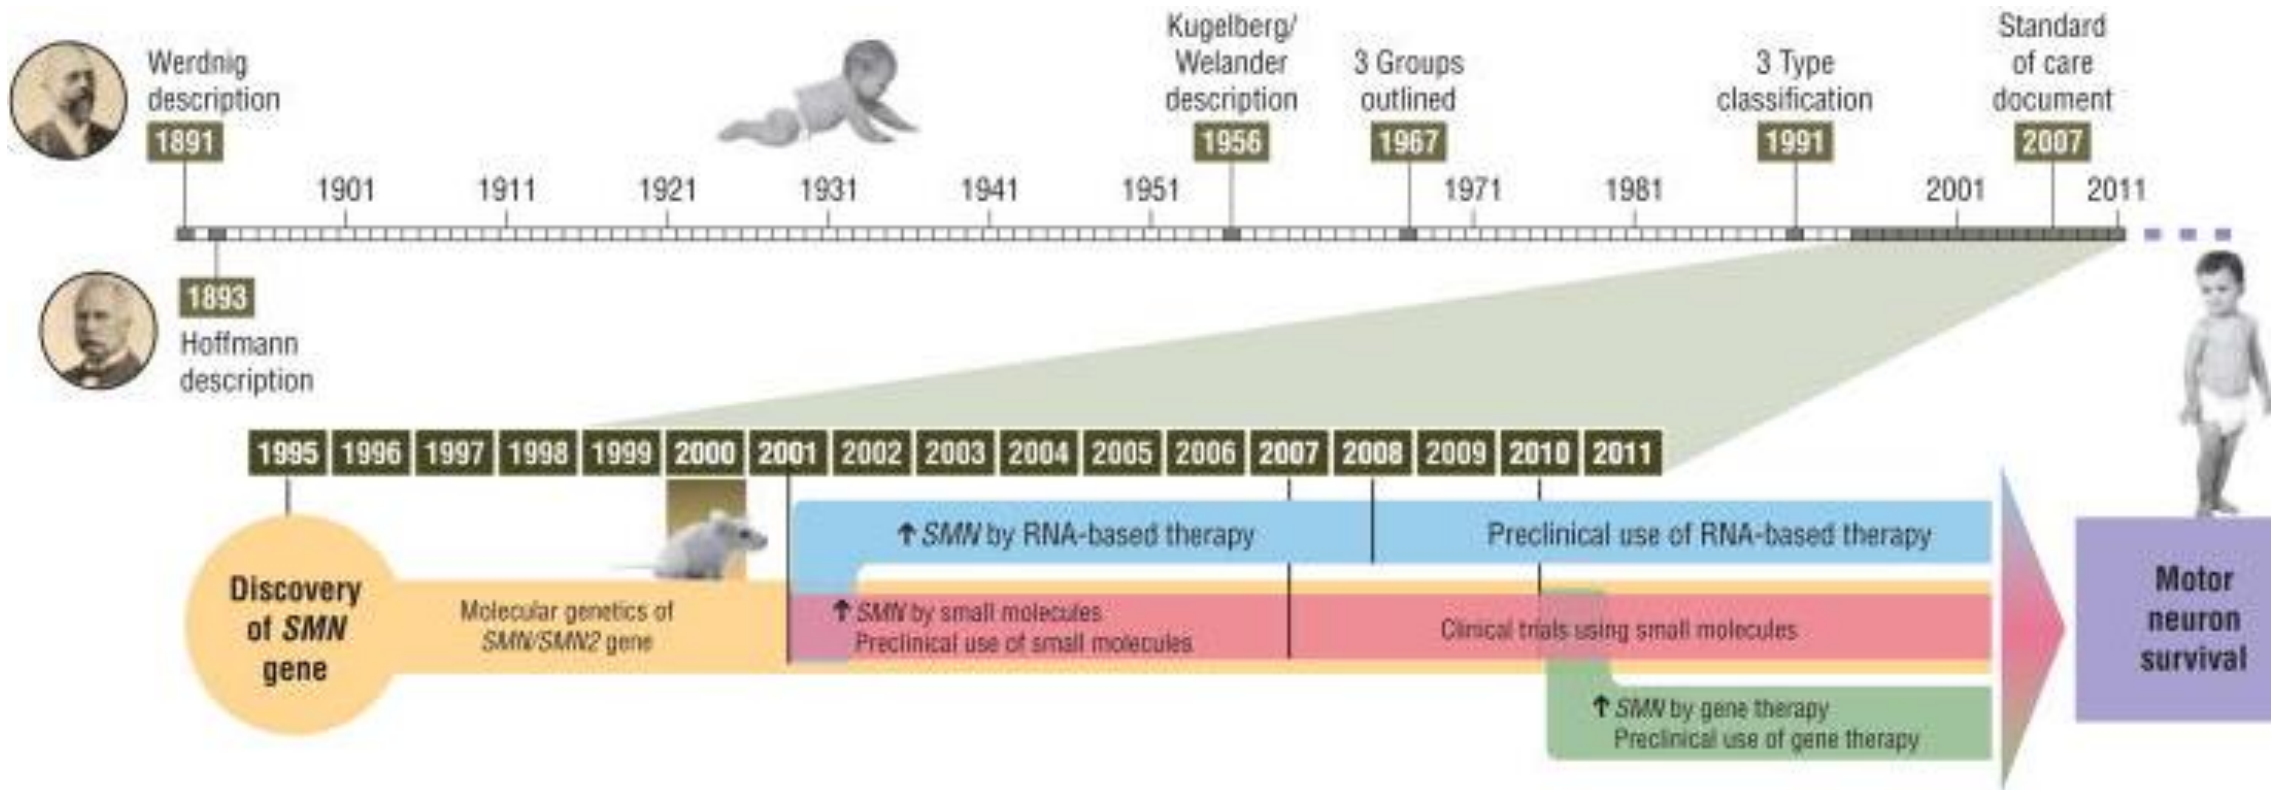 Werdnig
description
1891
Kugelberg/
Welander
description
1956
3 Groups
outlined
1967
3 Type
classification
1991
Standard
of care
document
2007
1901
1911
1921
1931
1941
1951
1971
1981
2001
2011
1893
Hoffmann
description
1995 1996 1997 1998 1999 2000 2001 2002 2003 2004 2005 2006 2007 2008 2009 2010 2011
Discovery
of SMN
gene
Molecular genetics of
SMN/SMN2 gene
↑ SMN by RNA-based therapy
Preclinical use of RNA-based therapy
↑ SMN by small molecules
Preclinical use of small molecules
Clinical trials using small molecules
↑ SMN by gene therapy
Preclinical use of gene therapy
Motor
neuron
survival